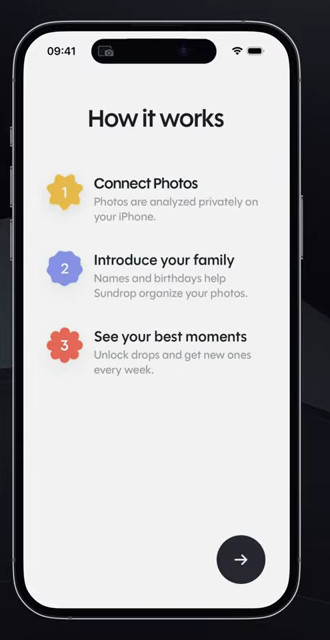 09:41
How it works
1
Connect Photos
Photos are analyzed privately on
your iPhone.
2
Introduce your family
Names and birthdays help
Sundrop organize your photos.
3
See your best moments
Unlock drops and get new ones
every week.